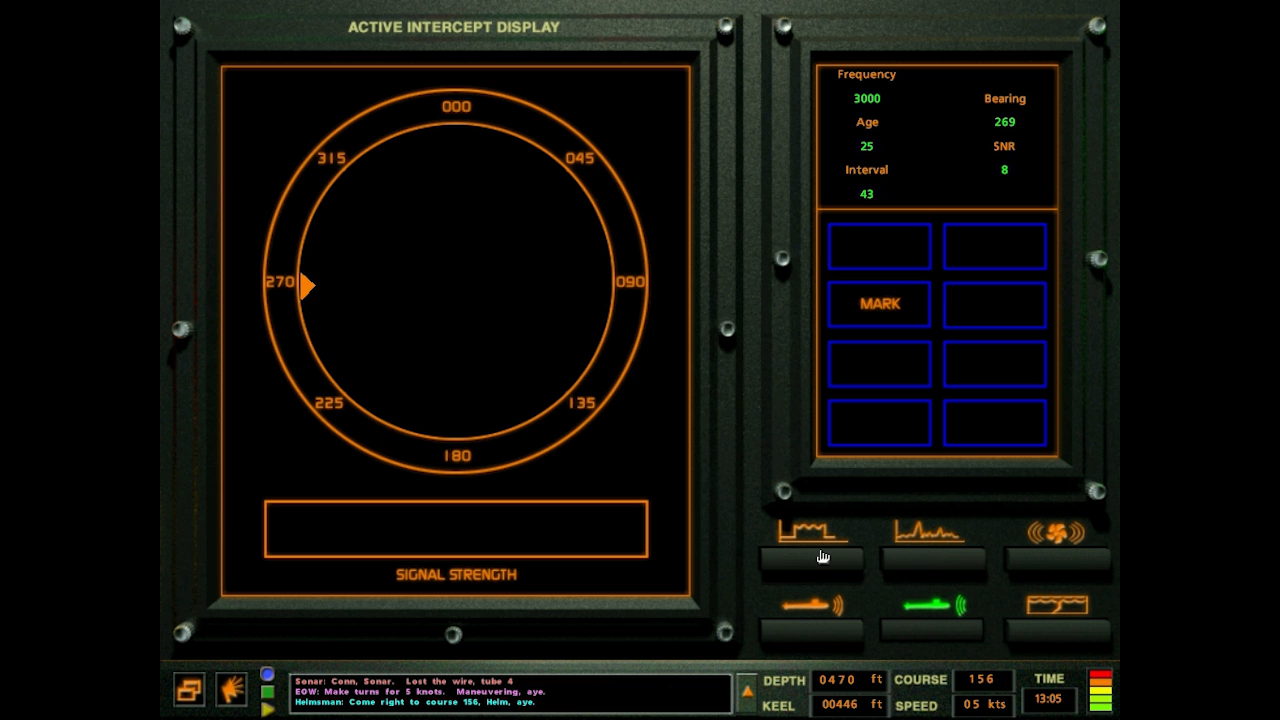 ACTIVE INTERCEPT DISPLAY
000
315
045
270
090
225
135
180
SIGNAL STRENGTH
Frequency
3000
Bearing
Age
269
25
SNR
Interval
8
43
MARK
Sonar: Conn, Sonar. Lost the wire, tube 4
EOW: Make turns for 5 knots. Maneuvering, aye.
Helmsman: Come right to course 156, Helm, aye.
DEPTH 0470 ft COURSE 156 TIME
KEEL 00446 ft SPEED 05 kts 13:05